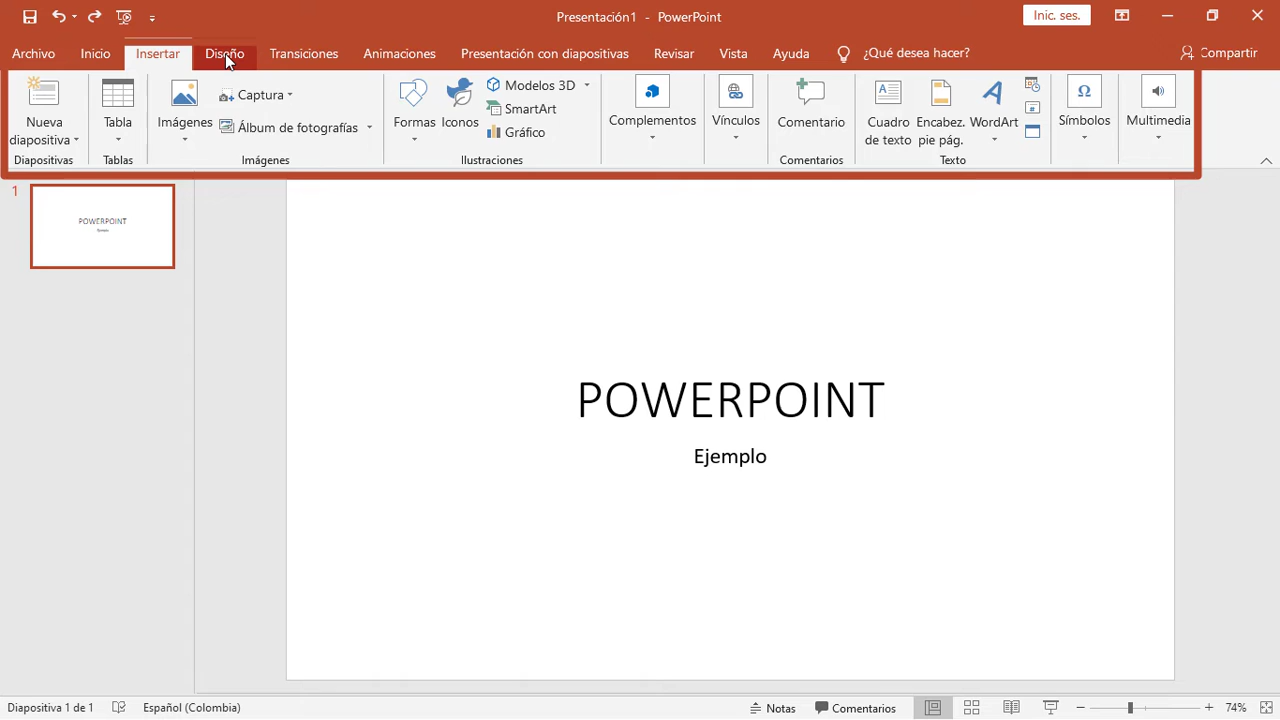 Presentación1 - PowerPoint
Inic. ses.
Archivo Inicio Insertar Diseño Transiciones Animaciones Presentación con diapositivas Revisar Vista Ayuda ¿Qué desea hacer? Compartir
Nueva diapositiva
Diapositivas
Tabla
Tablas
Imágenes
Captura
Álbum de fotografías
Imágenes
Formas
Iconos
Modelos 3D
SmartArt
Gráfico
Ilustraciones
Complementos
Vínculos
Comentario
Comentarios
Cuadro de texto
Encabez. pie pág.
WordArt
Texto
Símbolos
Multimedia
1
POWERPOINT
Ejemplo
POWERPOINT
Ejemplo
Diapositiva 1 de 1 Español (Colombia) Notas Comentarios 74%